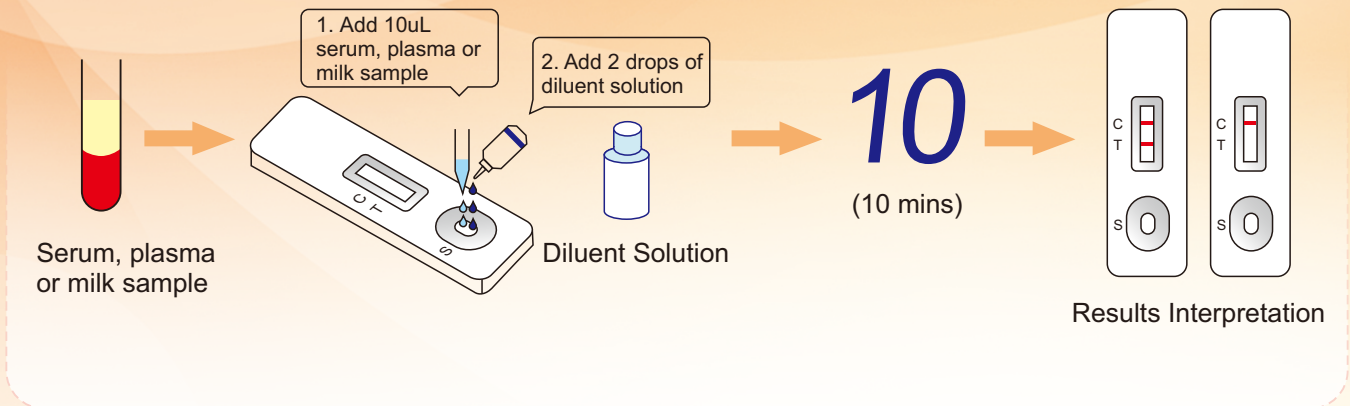 1. Add 10uL
serum, plasma or
milk sample
2. Add 2 drops of
diluent solution
C
T
S
Serum, plasma
or milk sample
Diluent Solution
10
(10 mins)
C
T
S
C
T
S
Results Interpretation